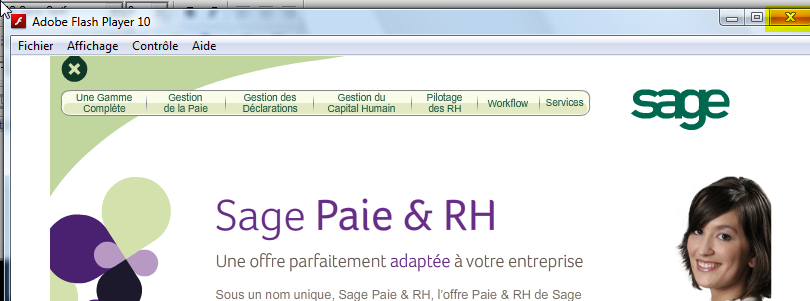 Adobe Flash Player 10
Fichier Affichage Contrôle Aide
Une Gamme Complète
Gestion de la Paie
Gestion des Déclarations
Gestion du Capital Humain
Pilotage des RH
Workflow
Services
sage
Sage Paie & RH
Une offre parfaitement adaptée à votre entreprise
Sous un nom unique, Sage Paie & RH, l'offre Paie & RH de Sage